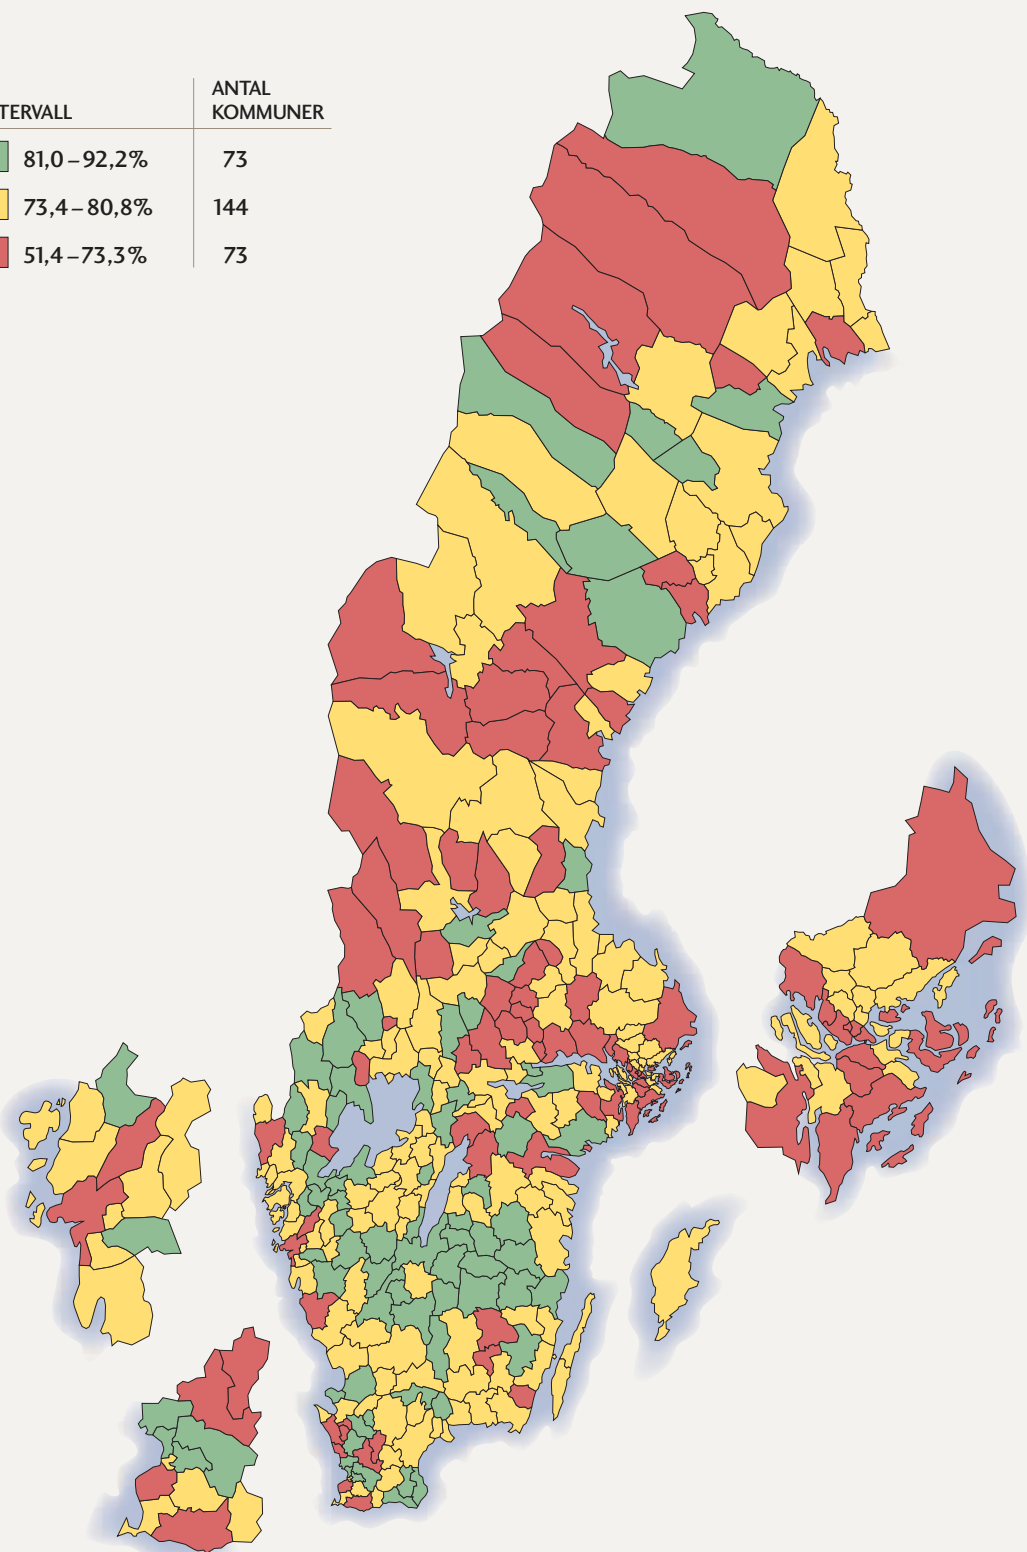 ANTAL
TERVALL KOMMUNER
81,0–92,2% 73
73,4–80,8% 144
51,4–73,3% 73